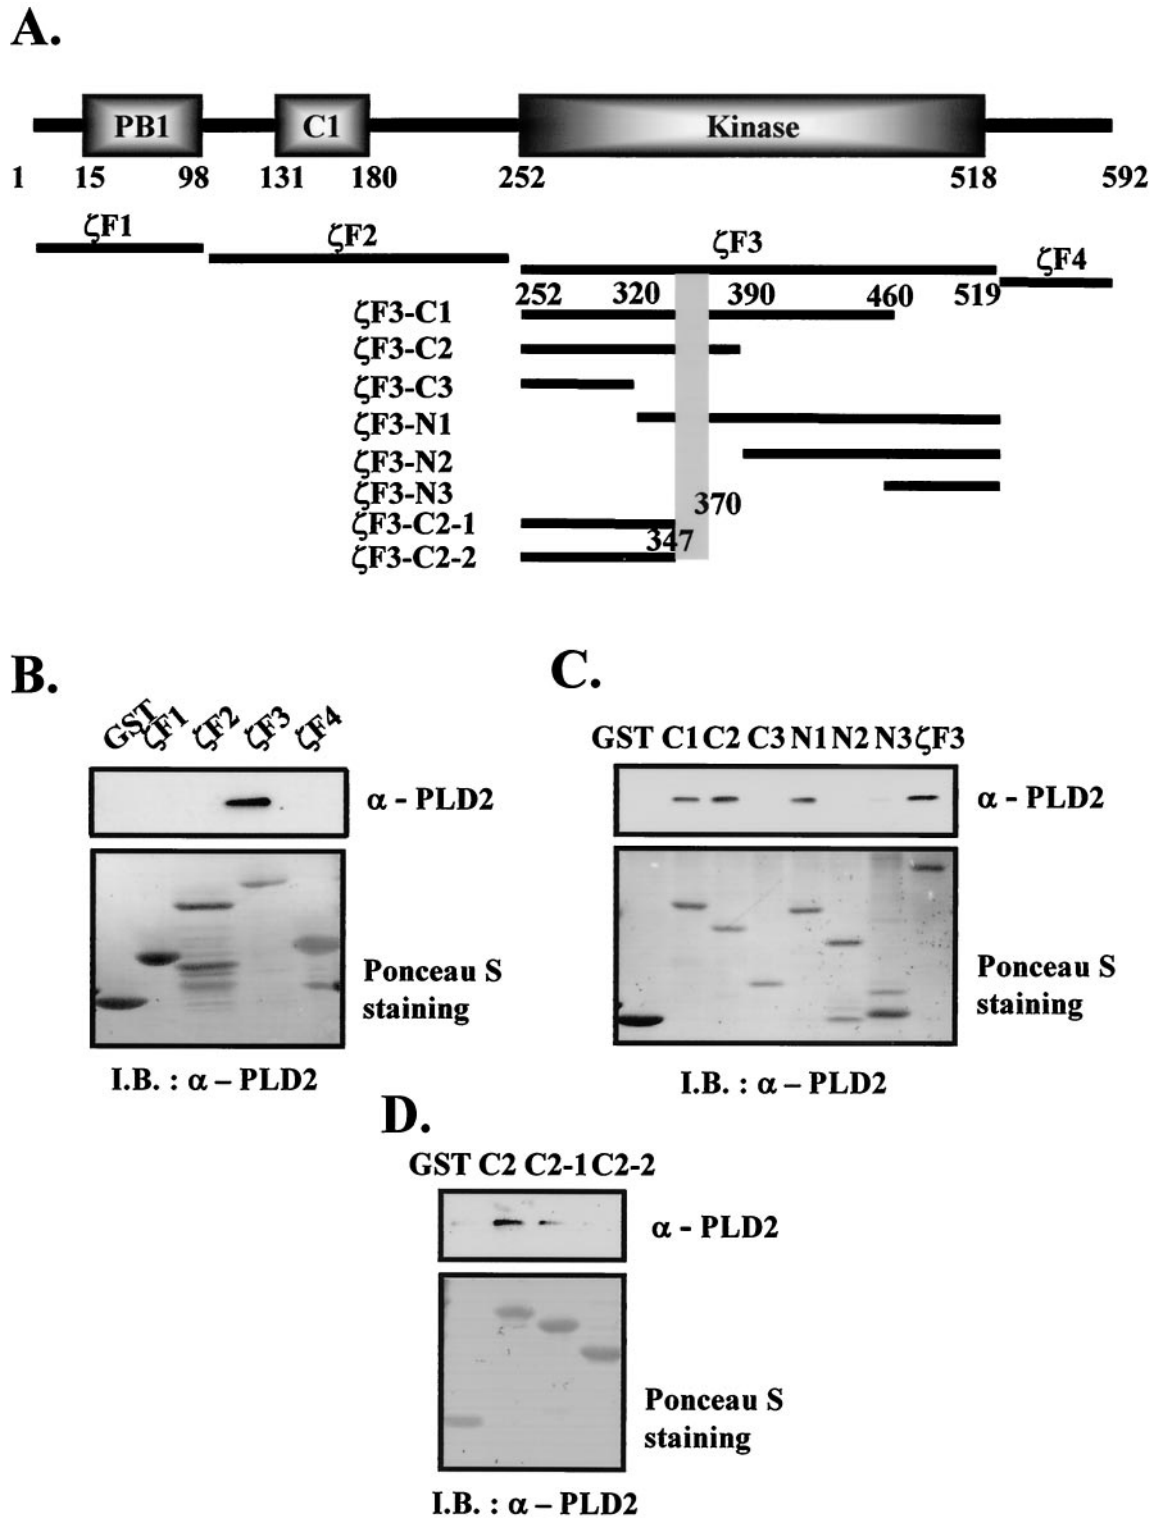 A.
PB1 C1 Kinase
1 15 98 131 180 252 518 592
ζF1 ζF2 ζF3 ζF4
252 320 390 460 519
ζF3-C1
ζF3-C2
ζF3-C3
ζF3-N1
ζF3-N2
ζF3-N3
370
ζF3-C2-1
347
ζF3-C2-2
B.
GST ζF1 ζF2 ζF3 ζF4
α - PLD2
Ponceau S
staining
I.B. : α – PLD2
C.
GST C1 C2 C3 N1 N2 N3 ζF3
α - PLD2
Ponceau S
staining
I.B. : α – PLD2
D.
GST C2 C2-1 C2-2
α - PLD2
Ponceau S
staining
I.B. : α – PLD2